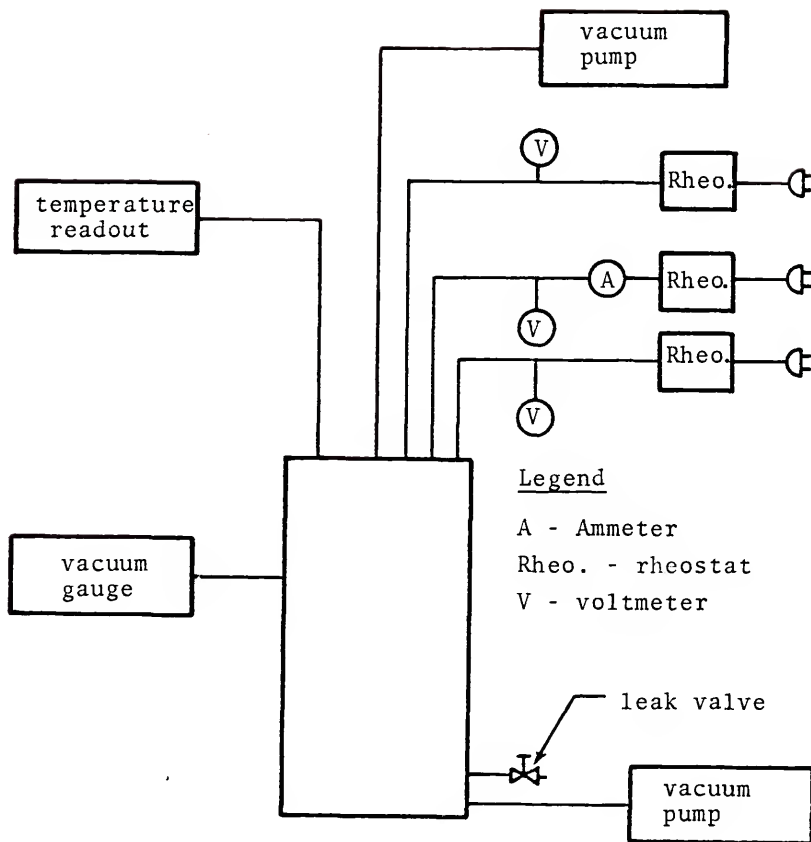 vacuum
pump
V
Rheo.
temperature
readout
A
Rheo.
V
Rheo.
V
Legend
A - Ammeter
Rheo. - rheostat
V - voltmeter
vacuum
gauge
leak valve
vacuum
pump